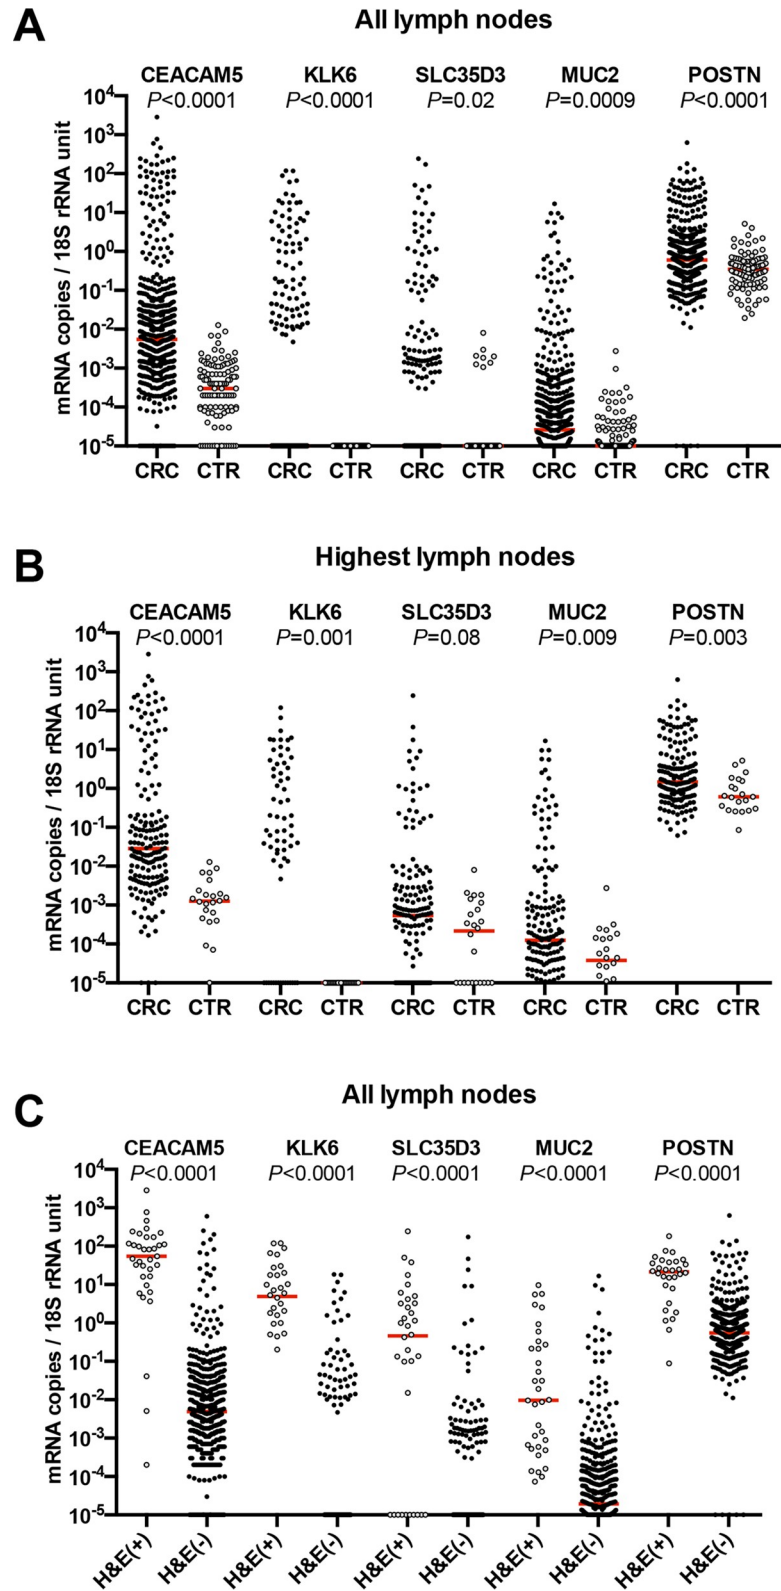 A
All lymph nodes
CEACAM5 KLK6 SLC35D3 MUC2 POSTN
P<0.0001 P<0.0001 P=0.02 P=0.0009 P<0.0001
mRNA copies / 18S rRNA unit
10^4
10^3
10^2
10^1
10^0
10^-1
10^-2
10^-3
10^-4
10^-5
CRC CTR CRC CTR CRC CTR CRC CTR CRC CTR
B
Highest lymph nodes
CEACAM5 KLK6 SLC35D3 MUC2 POSTN
P<0.0001 P=0.001 P=0.08 P=0.009 P=0.003
mRNA copies / 18S rRNA unit
10^4
10^3
10^2
10^1
10^0
10^-1
10^-2
10^-3
10^-4
10^-5
CRC CTR CRC CTR CRC CTR CRC CTR CRC CTR
C
All lymph nodes
CEACAM5 KLK6 SLC35D3 MUC2 POSTN
P<0.0001 P<0.0001 P<0.0001 P<0.0001 P<0.0001
mRNA copies / 18S rRNA unit
10^4
10^3
10^2
10^1
10^0
10^-1
10^-2
10^-3
10^-4
10^-5
H&E(+) H&E(-) H&E(+) H&E(-) H&E(+) H&E(-) H&E(+) H&E(-) H&E(+) H&E(-)